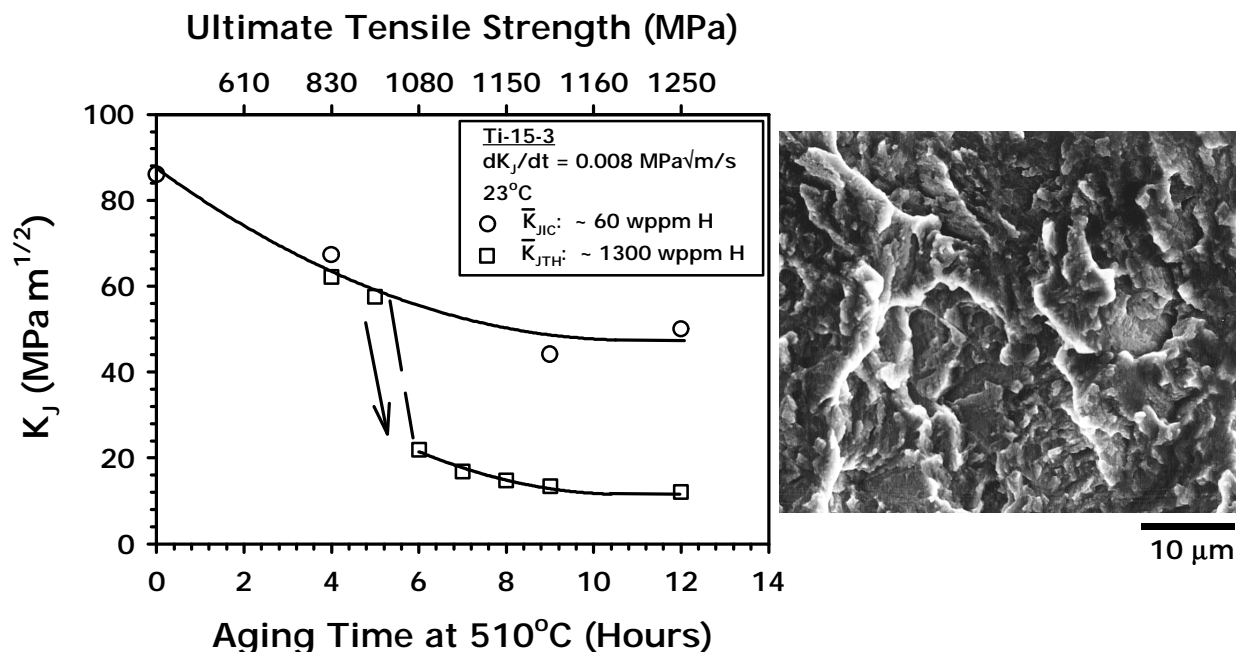 Ultimate Tensile Strength (MPa)
610 830 1080 1150 1160 1250
100
80
60
40
20
0
K_J (MPa m^1/2)
Ti-15-3
dK_J/dt = 0.008 MPa√m/s
23°C
K̅_JIC: ~ 60 wppm H
K̅_JTH: ~ 1300 wppm H
0 2 4 6 8 10 12 14
Aging Time at 510°C (Hours)
10 μm